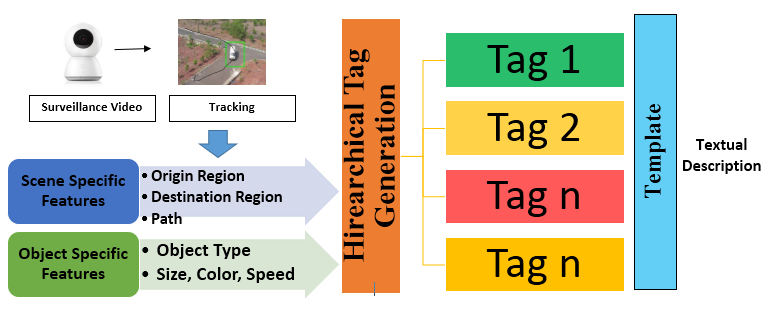 Surveillance Video
Tracking
Scene Specific
Features
• Origin Region
• Destination Region
• Path
Object Specific
Features
• Object Type
• Size, Color, Speed
Hirearchical Tag
Generation
Tag 1
Tag 2
Tag n
Tag n
Template
Textual
Description